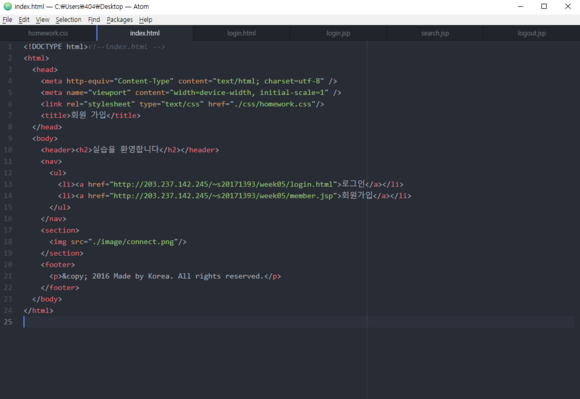 index.html — C:₩Users₩404₩Desktop — Atom
File Edit View Selection Find Packages Help
homework.css index.html login.html login.jsp search.jsp logout.jsp
1 <!DOCTYPE html><!--index.html -->
2 <html>
3 <head>
4 <meta http-equiv="Content-Type" content="text/html; charset=utf-8" />
5 <meta name="viewport" content="width=device-width, initial-scale=1" />
6 <link rel="stylesheet" type="text/css" href="./css/homework.css"/>
7 <title>회원 가입</title>
8 </head>
9 <body>
10 <header><h2>실습을 환영합니다</h2></header>
11 <nav>
12 <ul>
13 <li><a href="http://203.237.142.245/~s20171393/week05/login.html">로그인</a></li>
14 <li><a href="http://203.237.142.245/~s20171393/week05/member.jsp">회원가입</a></li>
15 </ul>
16 </nav>
17 <section>
18 <img src="./image/connect.png"/>
19 </section>
20 <footer>
21 <p>&copy; 2016 Made by Korea. All rights reserved.</p>
22 </footer>
23 </body>
24 </html>
25